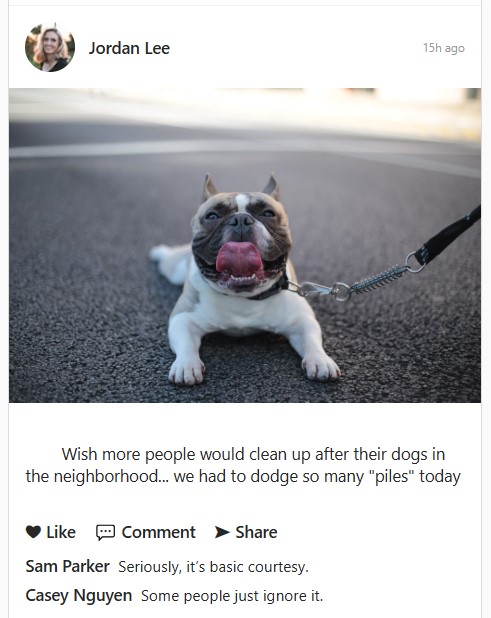 Jordan Lee
15h ago
Wish more people would clean up after their dogs in
the neighborhood... we had to dodge so many "piles" today
Like Comment Share
Sam Parker Seriously, it’s basic courtesy.
Casey Nguyen Some people just ignore it.